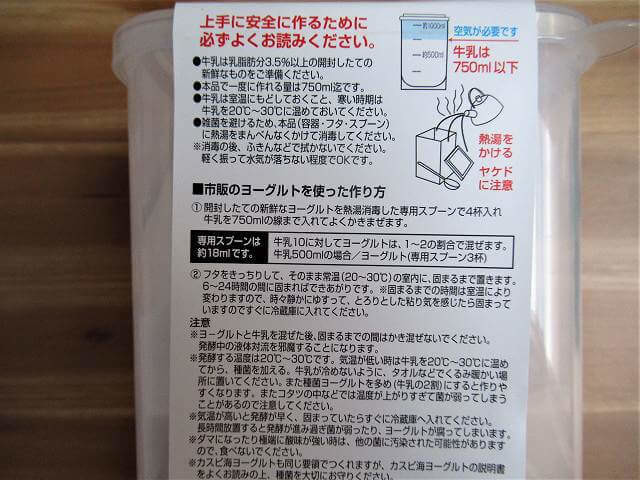 上手に安全に作るために
必ずよくお読みください。
●牛乳は乳脂肪分3.5%以上の開封したての
新鮮なものをご準備ください。
●本品で一度に作れる量は750ml迄です。
●牛乳は室温にもどしておくこと、寒い時期は
牛乳を20℃〜30℃に温めておいてください。
●雑菌を避けるため、本品(容器・フタ・スプーン)
に熱湯をまんべんなくかけて消毒してください。
※消毒の後、ふきんなどで拭かないでください。
軽く振って水気が落ちない程度でOKです。
約1000ml
約500ml
空気が必要です
牛乳は
750ml以下
熱湯を
かける
ヤケド
に注意
■市販のヨーグルトを使った作り方
① 開封したての新鮮なヨーグルトを熱湯消毒した専用スプーンで4杯入れ
牛乳を750mlの線まで入れてよくかきまぜます。
専用スプーンは
約18mlです。
牛乳10に対してヨーグルトは、1〜2の割合で混ぜます。
牛乳500mlの場合/ヨーグルト(専用スプーン3杯)
② フタをきっちりして、そのまま常温(20〜30℃)の室内に、固まるまで置きます。
6〜24時間の間に固まればできあがりです。※固まるまでの時間は室温により
変わりますので、時々静かにゆすって、とろりとした粘り気を感じたら固まって
いますのですぐに冷蔵庫に入れてください。
注意
※ヨーグルトと牛乳を混ぜた後、固まるまでの間はかき混ぜないでください。
発酵中の液体対流を邪魔することになります。
※発酵する温度は20℃〜30℃です。気温が低い時は牛乳を20℃〜30℃に温め
てから、種菌を加える。牛乳が冷めないように、タオルなどでくるみ暖かい場
所に置いてください。また種菌ヨーグルトを多め(牛乳の2割)にすると作りや
すくなります。またコタツの中などでは温度が上がりすぎて菌が弱ってしまう
ことがあるので注意してください。
※気温が高いと発酵が早く、固まっていたらすぐに冷蔵庫へ入れてください。
長時間放置すると発酵が進み過ぎ菌が弱ったり、ヨーグルトが腐ってしまいます。
※ダマになったり極端に酸味が強い時は、他の菌に汚染された可能性があります
ので、食べないでください。
※カスピ海ヨーグルトも同じ要領でつくれますが、カスピ海ヨーグルトの説明書
をよくお読みの上、種菌を大切にお守りください。